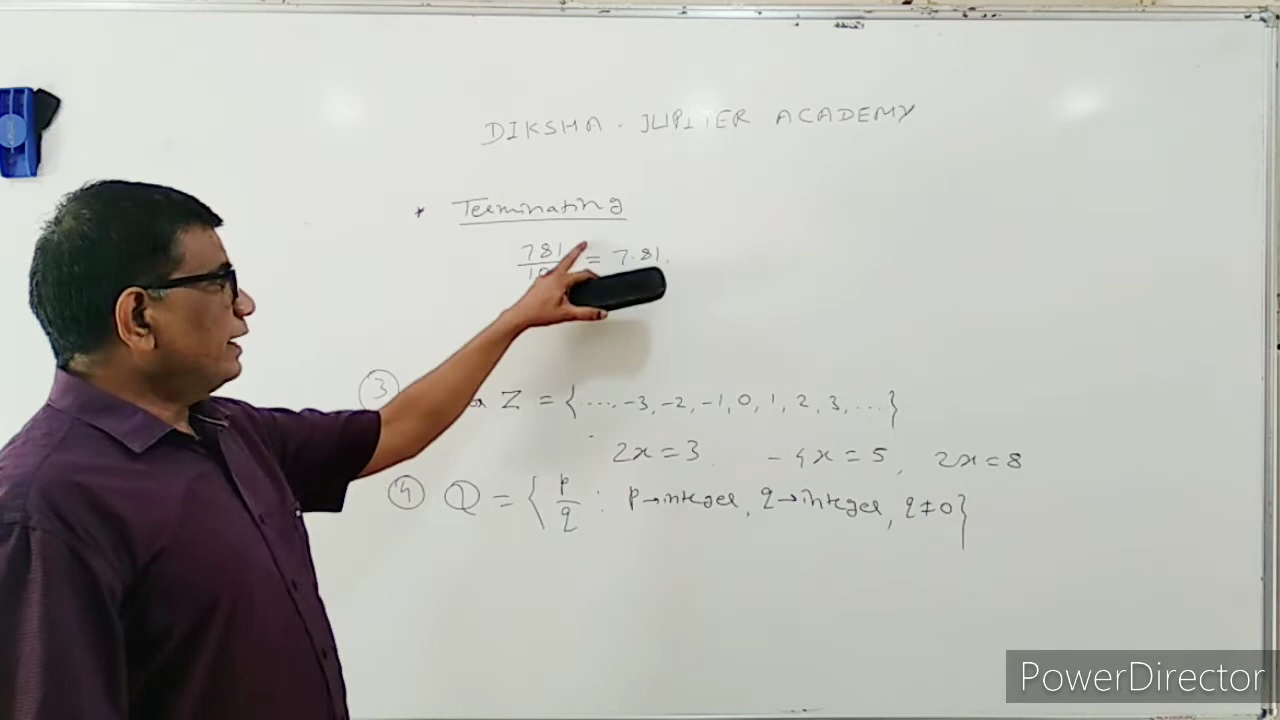 DIKSHA - JUPITER ACADEMY
* Terminating
781 = 7.81.
③ Z = {...., -3, -2, -1, 0, 1, 2, 3, ...}
2x = 3 -4x = 5, 2x = 8
④ Q = { p/q : p→integer, q→integer, q≠0}
PowerDirector